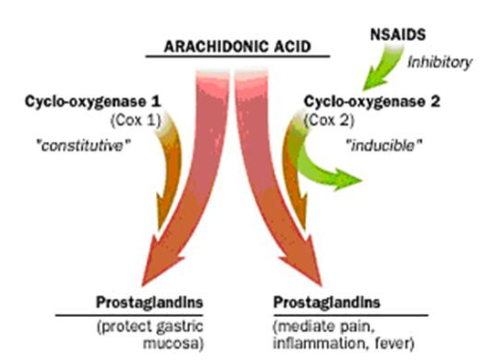 NSAIDS
ARACHIDONIC ACID
Inhibitory
Cyclo-oxygenase 1
(Cox 1)
"constitutive"
Cyclo-oxygenase 2
(Cox 2)
"inducible"
Prostaglandins
(protect gastric
mucosa)
Prostaglandins
(mediate pain,
inflammation, fever)